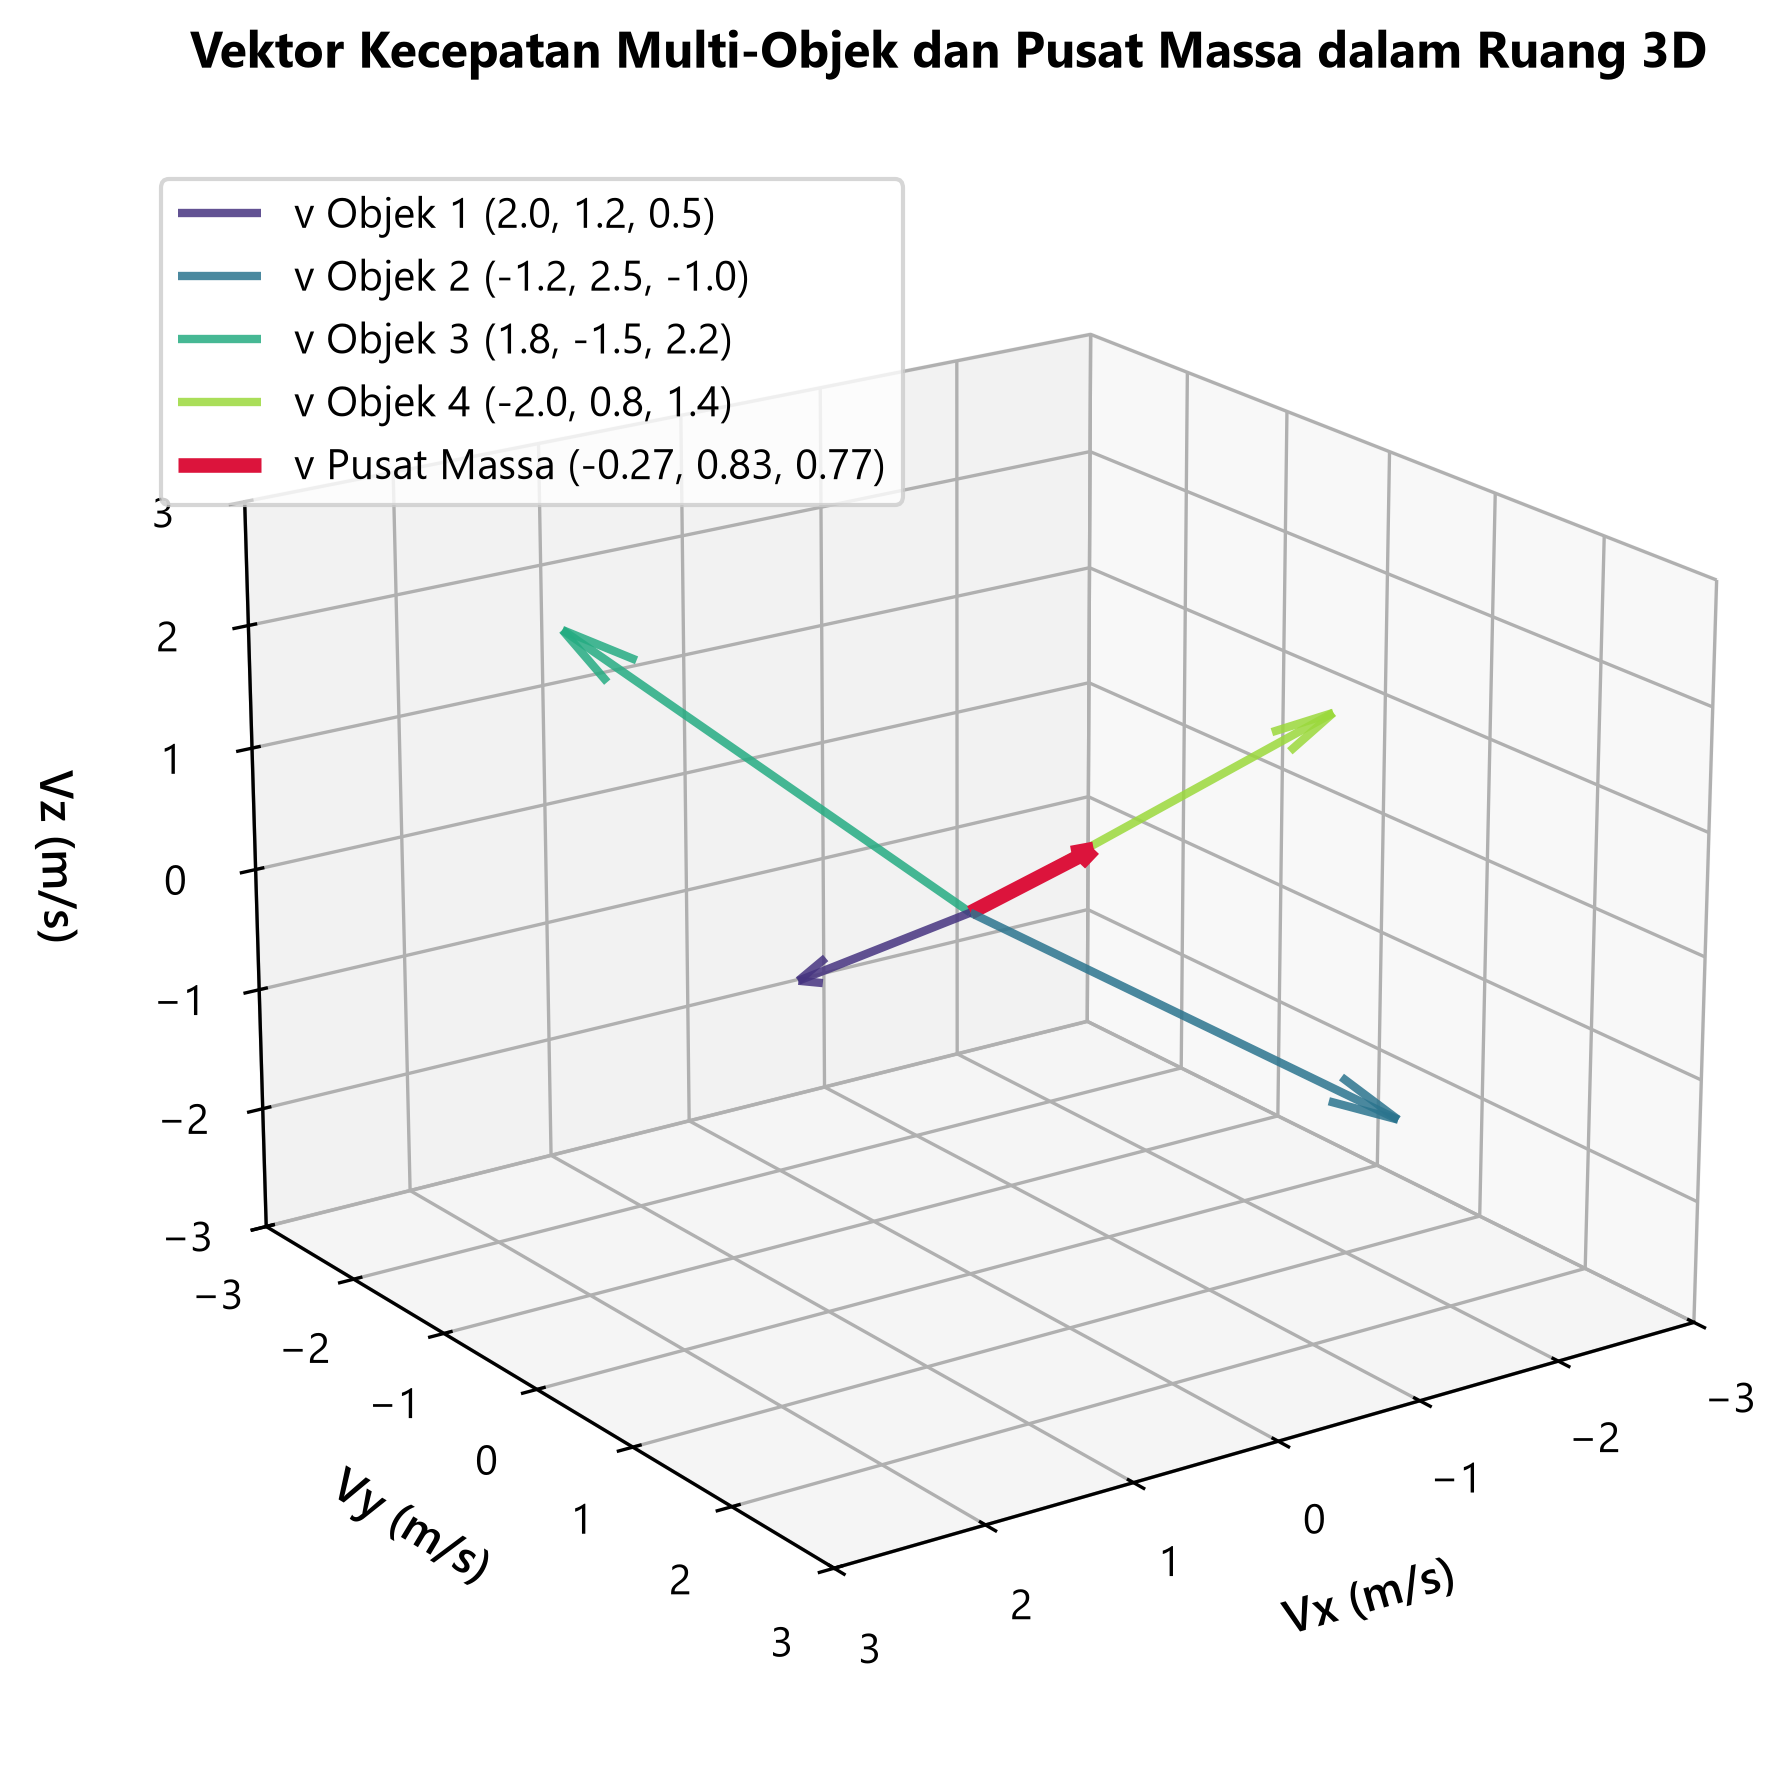 Vektor Kecepatan Multi-Objek dan Pusat Massa dalam Ruang 3D
v Objek 1 (2.0, 1.2, 0.5)
v Objek 2 (-1.2, 2.5, -1.0)
v Objek 3 (1.8, -1.5, 2.2)
v Objek 4 (-2.0, 0.8, 1.4)
v Pusat Massa (-0.27, 0.83, 0.77)
3
2
1
0
−1
−2
−3
Vz (m/s)
−3
−2
−1
0
1
2
3
Vy (m/s)
3
2
1
0
−1
−2
−3
Vx (m/s)